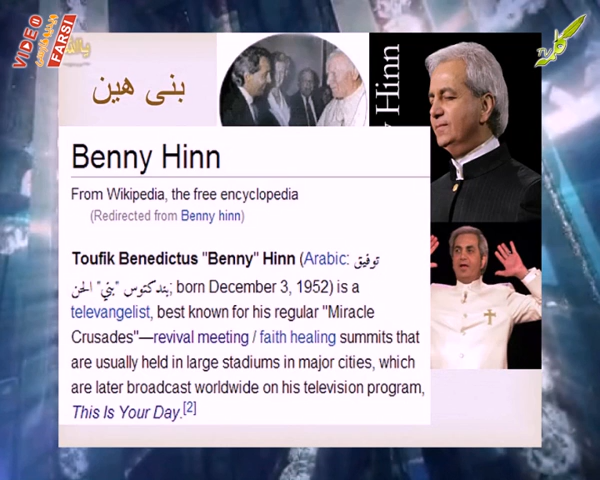 VIDEO
FARSI
TV
بنی هین
Hinn
Benny Hinn
From Wikipedia, the free encyclopedia
(Redirected from Benny hinn)
Toufik Benedictus "Benny" Hinn (Arabic: توفيق
بندكتوس "بيني" الحن; born December 3, 1952) is a
televangelist, best known for his regular "Miracle
Crusades"—revival meeting / faith healing summits that
are usually held in large stadiums in major cities, which
are later broadcast worldwide on his television program,
This Is Your Day.[2]